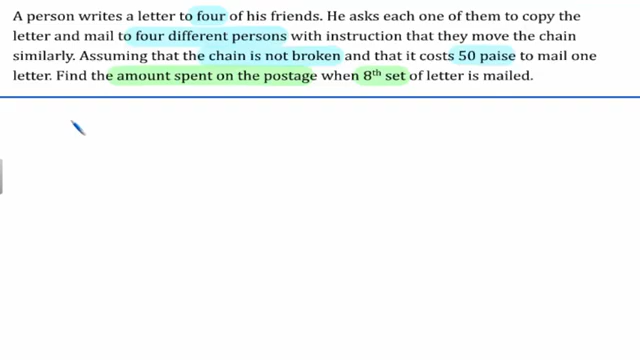 A person writes a letter to four of his friends. He asks each one of them to copy the
letter and mail to four different persons with instruction that they move the chain
similarly. Assuming that the chain is not broken and that it costs 50 paise to mail one
letter. Find the amount spent on the postage when 8th set of letter is mailed.